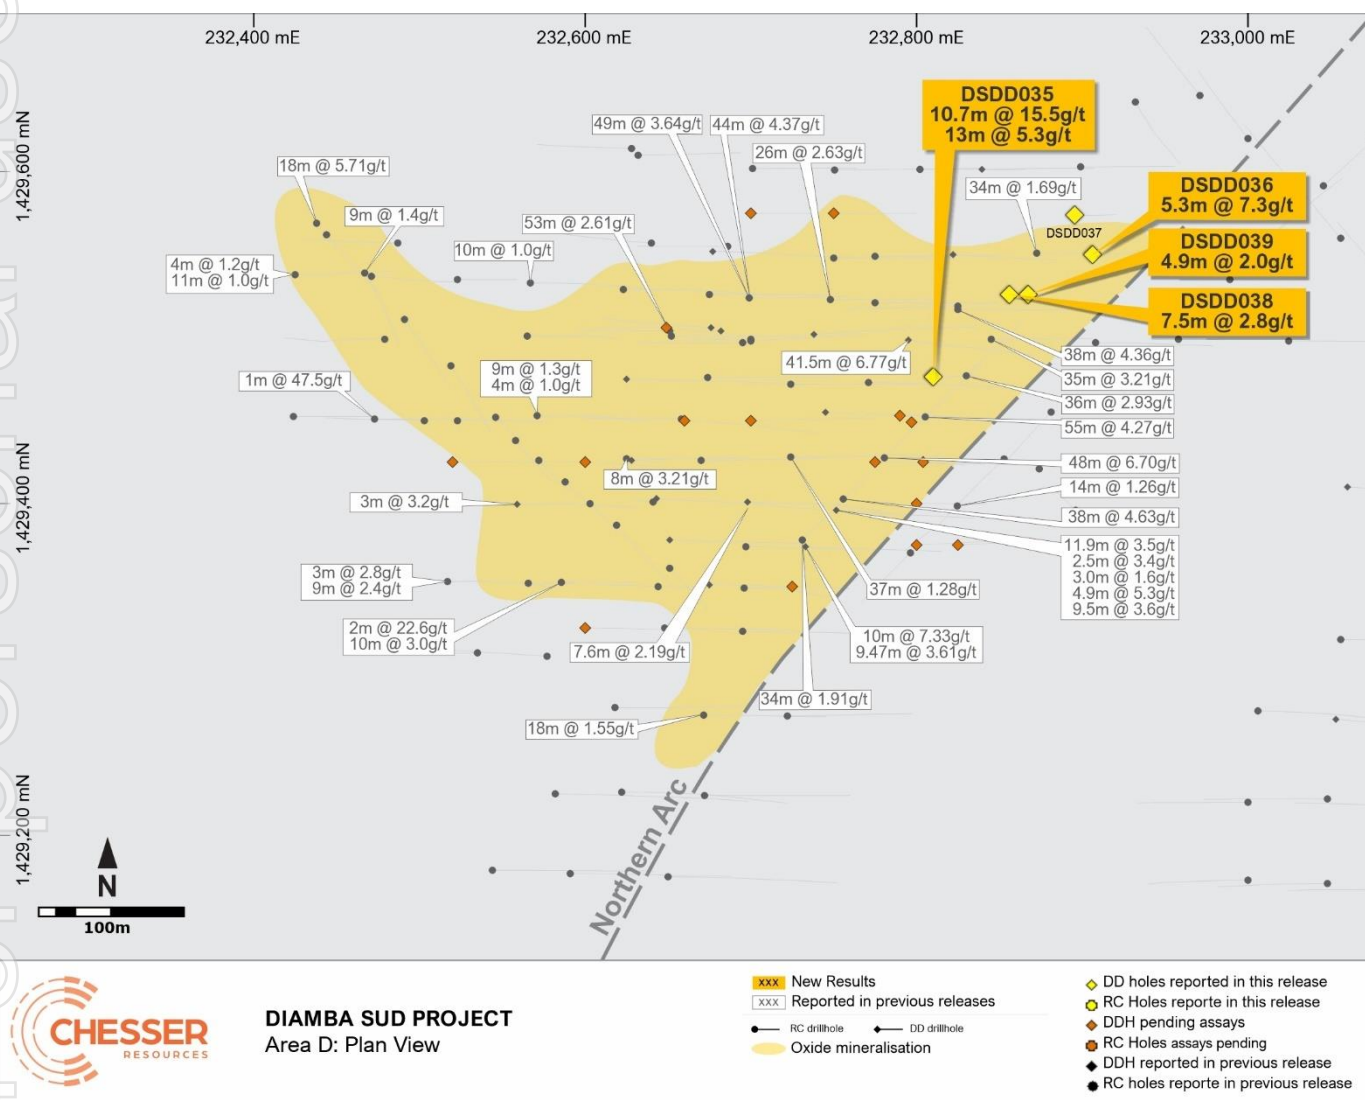 232,400 mE
232,600 mE
232,800 mE
233,000 mE
1,429,600 mN
1,429,400 mN
1,429,200 mN
DSDD035
10.7m @ 15.5g/t
13m @ 5.3g/t
49m @ 3.64g/t
44m @ 4.37g/t
26m @ 2.63g/t
18m @ 5.71g/t
34m @ 1.69g/t
DSDD036
5.3m @ 7.3g/t
9m @ 1.4g/t
53m @ 2.61g/t
DSDD037
10m @ 1.0g/t
DSDD039
4.9m @ 2.0g/t
4m @ 1.2g/t
11m @ 1.0g/t
DSDD038
7.5m @ 2.8g/t
41.5m @ 6.77g/t
38m @ 4.36g/t
1m @ 47.5g/t
9m @ 1.3g/t
4m @ 1.0g/t
35m @ 3.21g/t
36m @ 2.93g/t
55m @ 4.27g/t
48m @ 6.70g/t
8m @ 3.21g/t
14m @ 1.26g/t
3m @ 3.2g/t
38m @ 4.63g/t
11.9m @ 3.5g/t
2.5m @ 3.4g/t
3.0m @ 1.6g/t
4.9m @ 5.3g/t
9.5m @ 3.6g/t
3m @ 2.8g/t
9m @ 2.4g/t
37m @ 1.28g/t
2m @ 22.6g/t
10m @ 3.0g/t
7.6m @ 2.19g/t
10m @ 7.33g/t
9.47m @ 3.61g/t
34m @ 1.91g/t
18m @ 1.55g/t
Northern Arc
N
100m
CHESSER
RESOURCES
DIAMBA SUD PROJECT
Area D: Plan View
xxx New Results
xxx Reported in previous releases
RC drillhole
DD drillhole
Oxide mineralisation
DD holes reported in this release
RC Holes reporte in this release
DDH pending assays
RC Holes assays pending
DDH reported in previous release
RC holes reporte in previous release